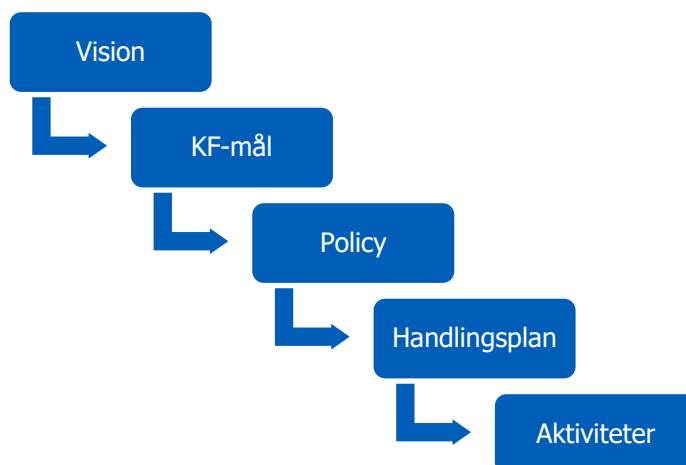 Vision
KF-mål
Policy
Handlingsplan
Aktiviteter